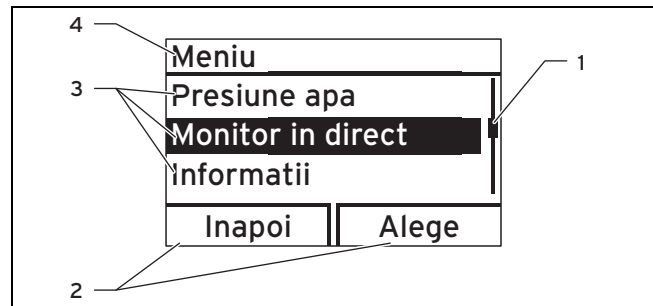 4
Meniu
1
3
Presiune apa
Monitor in direct
Informatii
Inapoi Alege
2